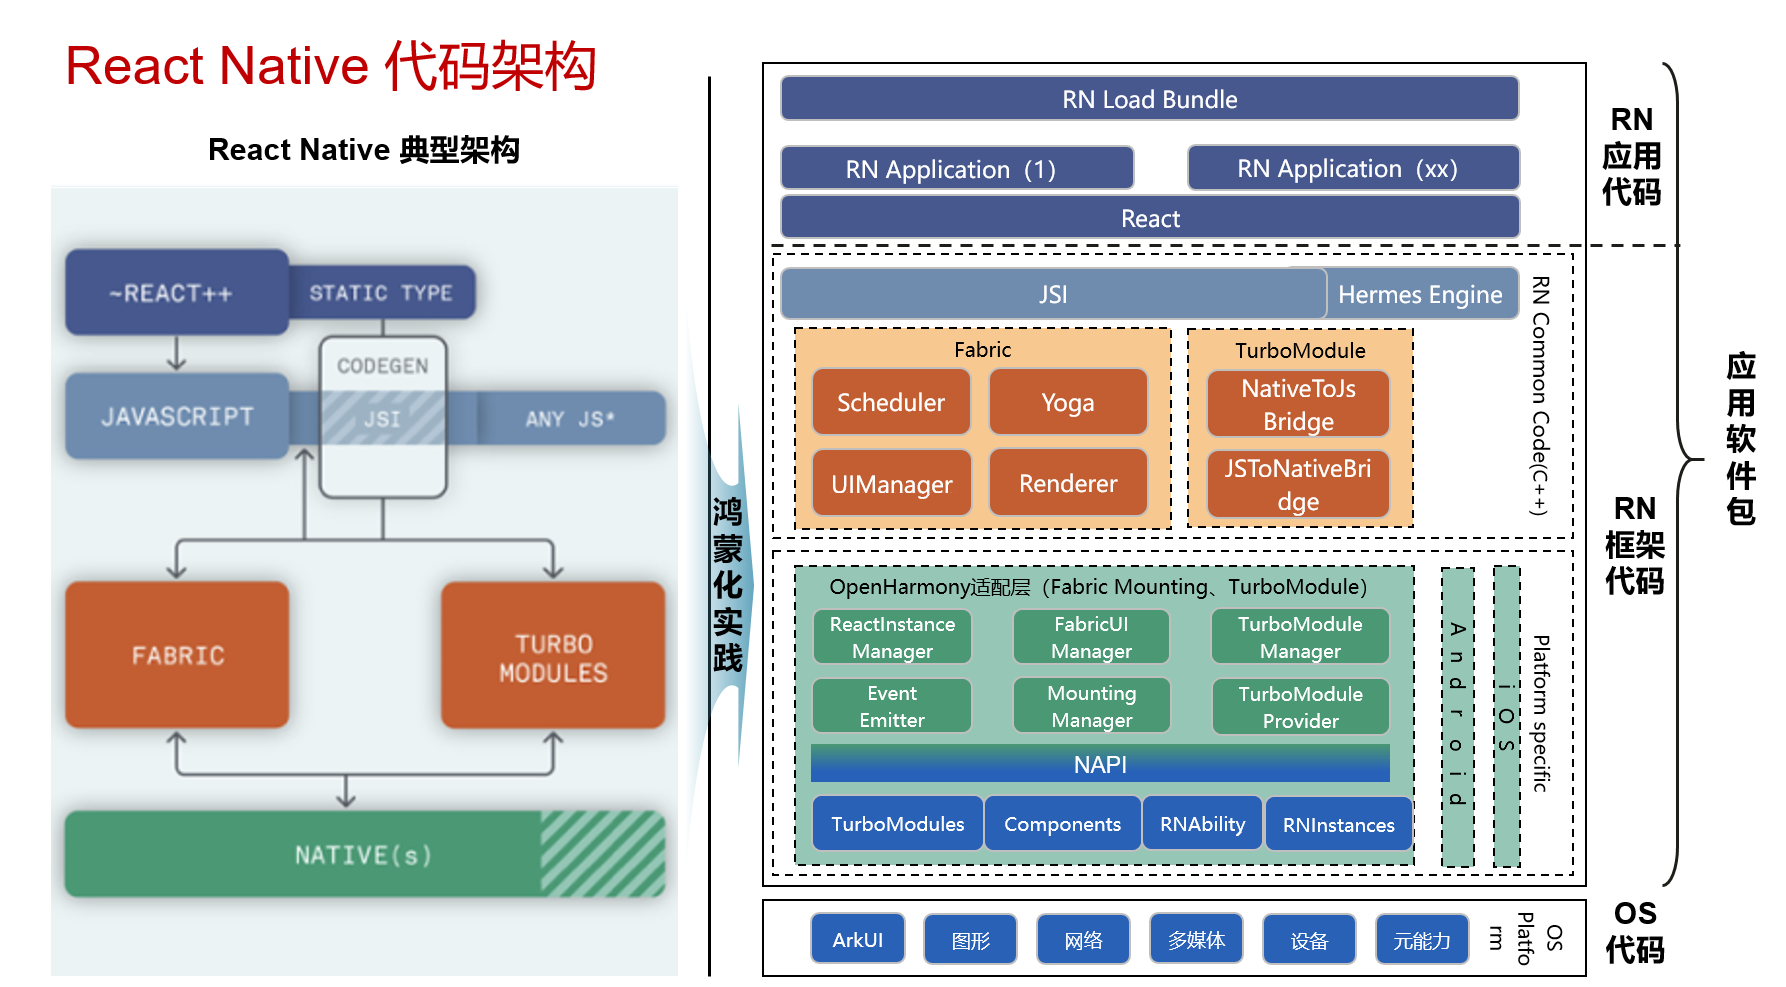 React Native 代码架构
React Native 典型架构
~REACT++
STATIC TYPE
CODEGEN
JAVASCRIPT
JSI
ANY JS*
FABRIC
TURBO
MODULES
NATIVE(s)
鸿
蒙
化
实
践
RN Load Bundle
RN Application（1）
RN Application（xx）
React
JSI
Hermes Engine
RN Common Code(C++)
Fabric
Scheduler
Yoga
UIManager
Renderer
TurboModule
NativeToJs
Bridge
JSToNativeBri
dge
OpenHarmony适配层（Fabric Mounting、TurboModule）
ReactInstance
Manager
FabricUI
Manager
TurboModule
Manager
Event
Emitter
Mounting
Manager
TurboModule
Provider
NAPI
TurboModules
Components
RNAbility
RNInstances
Android
iOS
Platform specific
ArkUI
图形
网络
多媒体
设备
元能力
OS
Platfo
rm
RN
应用
代码
RN
框架
代码
OS
代码
应
用
软
件
包